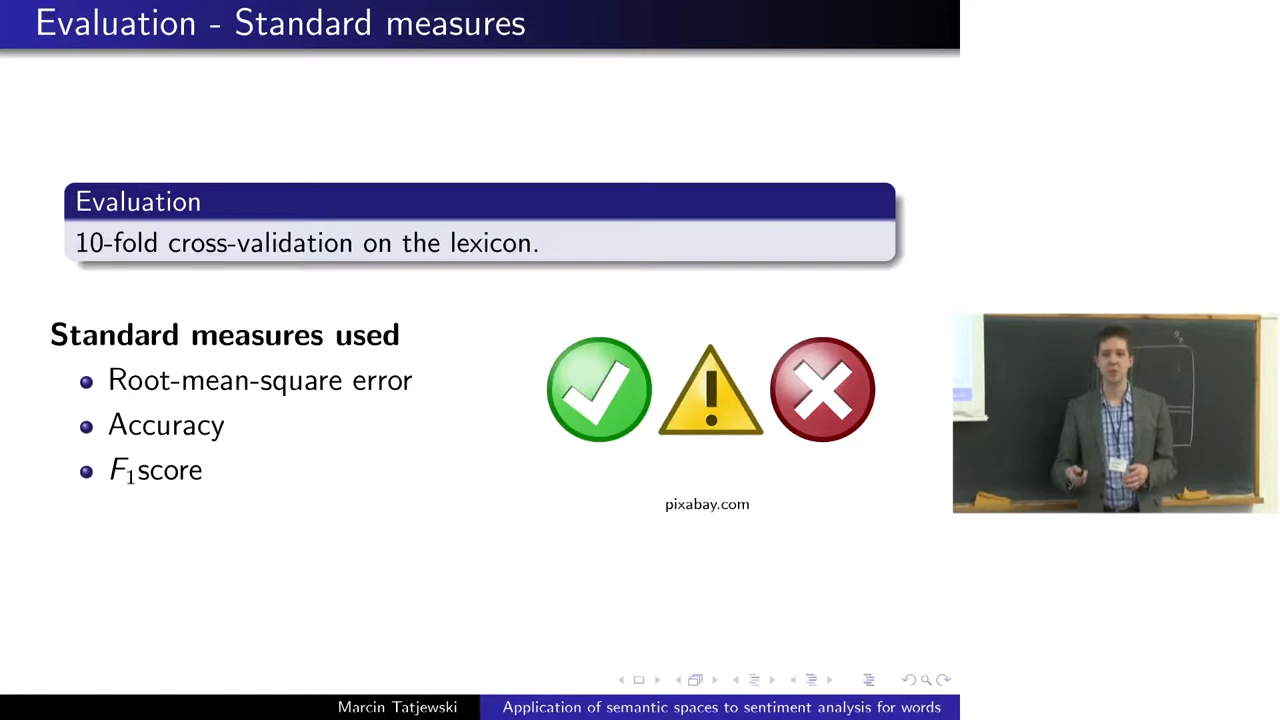 Evaluation - Standard measures
Evaluation
10-fold cross-validation on the lexicon.
Standard measures used
Root-mean-square error
Accuracy
F1score
pixabay.com
Marcin Tatjewski
Application of semantic spaces to sentiment analysis for words